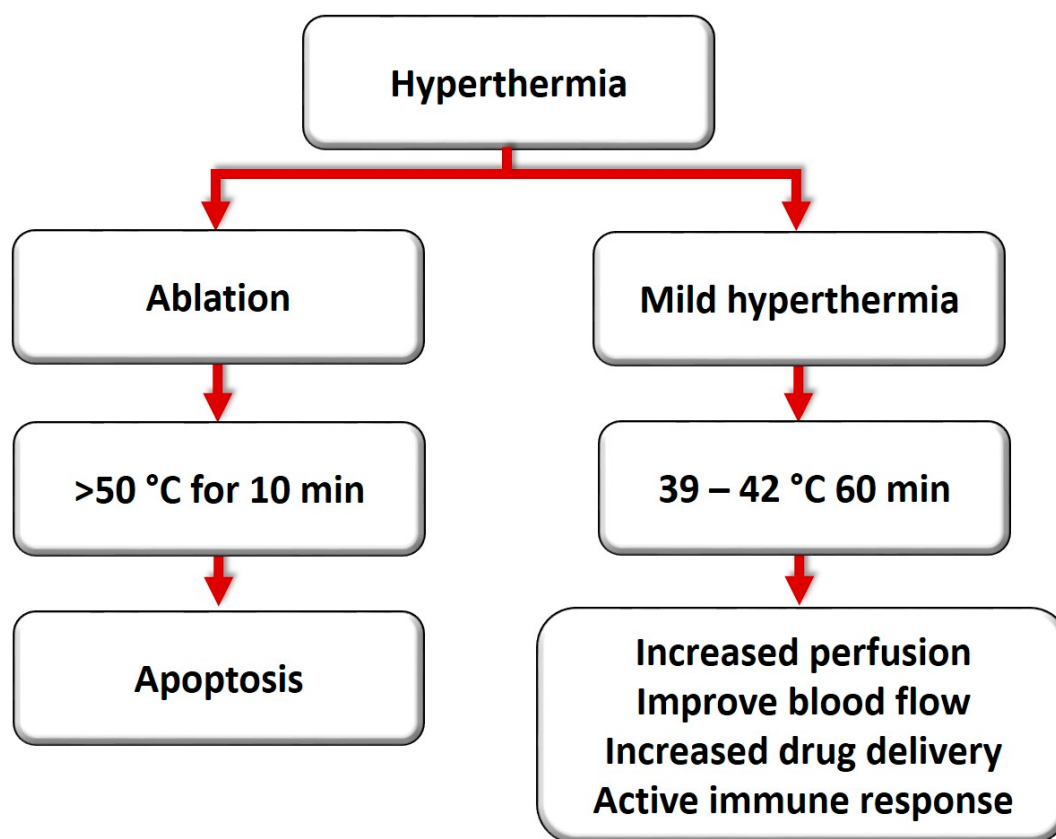 Hyperthermia
Ablation
Mild hyperthermia
>50 °C for 10 min
39 – 42 °C 60 min
Apoptosis
Increased perfusion
Improve blood flow
Increased drug delivery
Active immune response